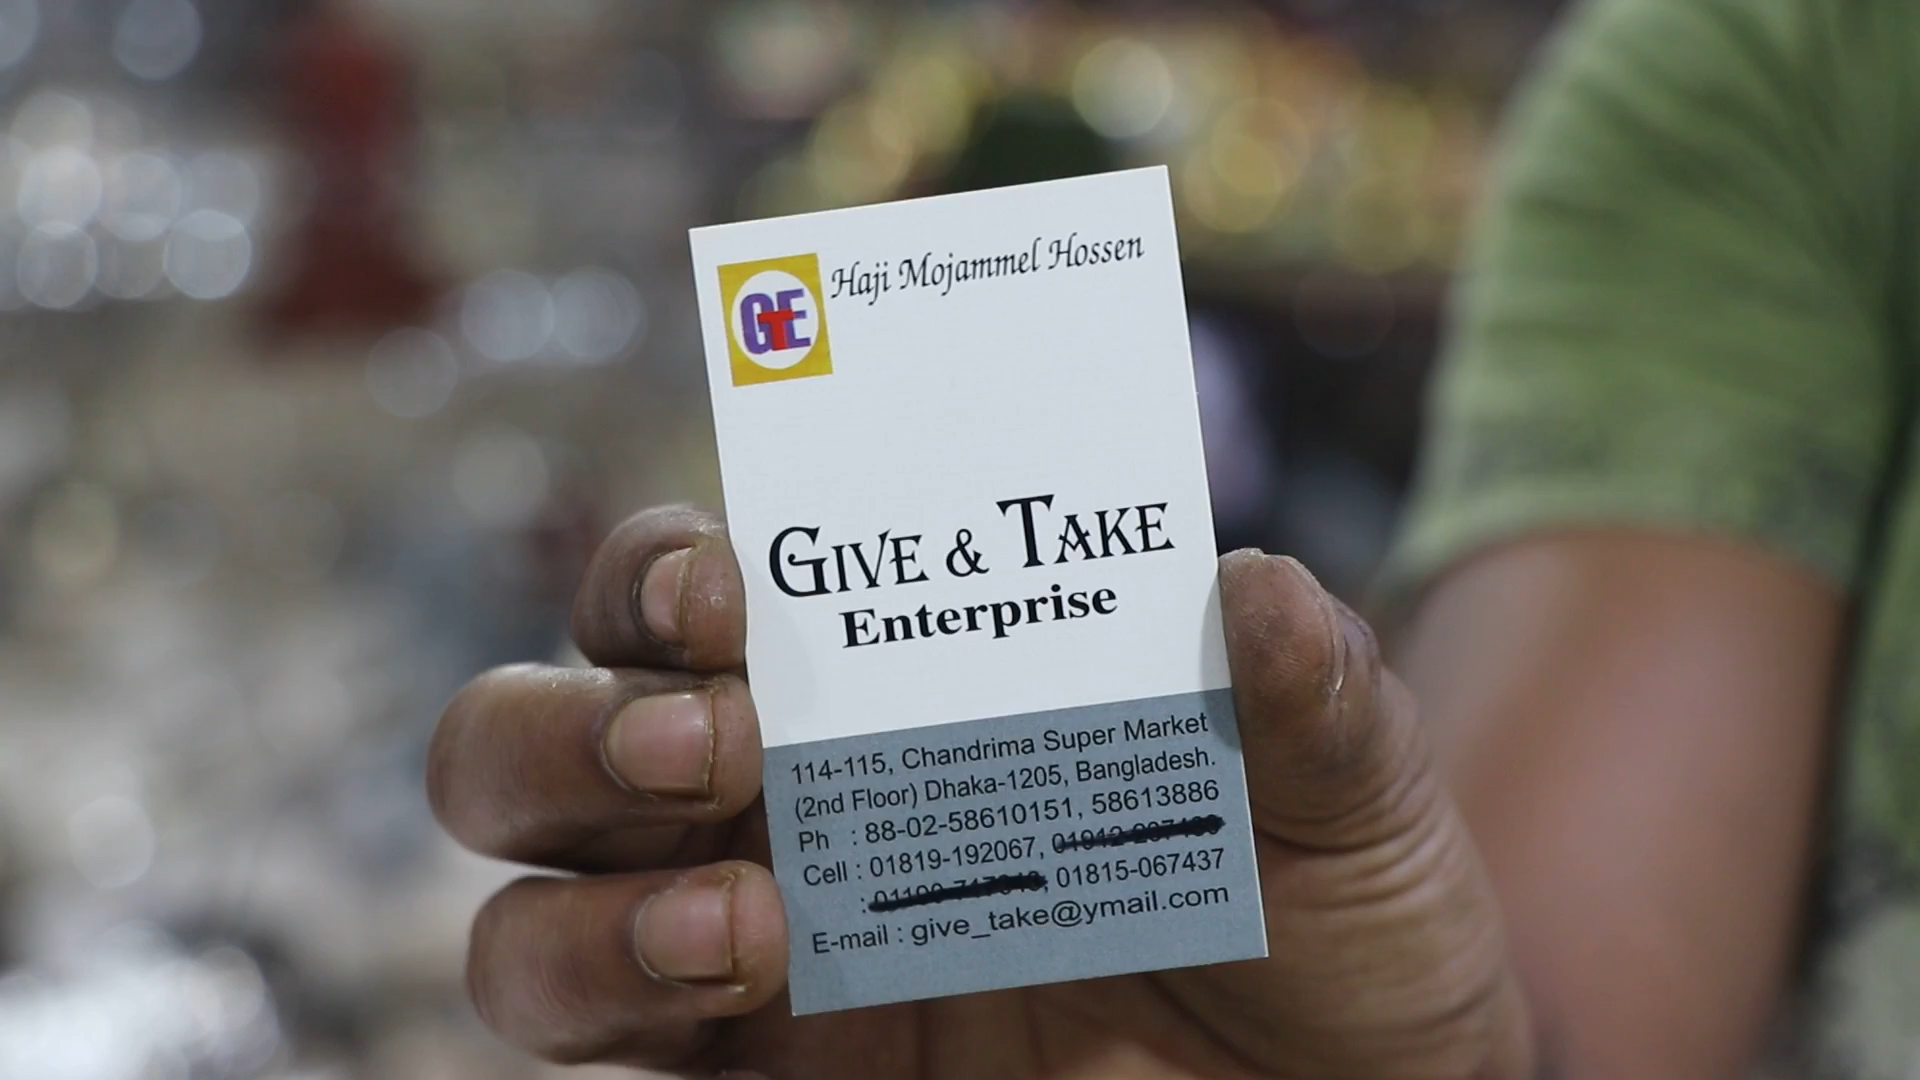 GTE
Haji Mojammel Hossen
GIVE & TAKE
Enterprise
114-115, Chandrima Super Market
(2nd Floor) Dhaka-1205, Bangladesh.
Ph : 88-02-58610151, 58613886
Cell : 01819-192067,
: 01815-067437
E-mail : give_take@ymail.com